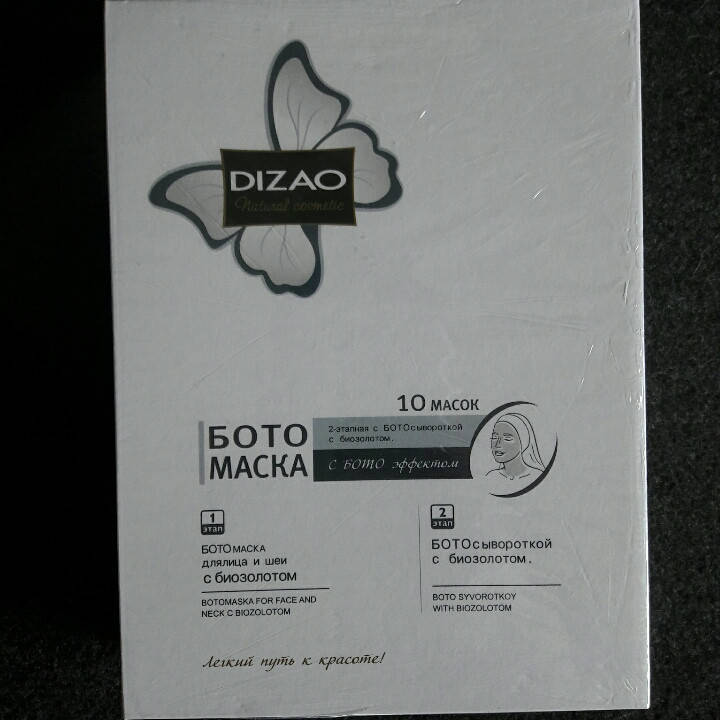 DIZAO
Natural cosmetic
10 МАСОК
БОТО
МАСКА
2-этапная с БОТОсывороткой
с биозолотом.
С БОТО эффектом
1
этап
БОТОМАСКА
длялица и шеи
с биозолотом
BOTOMASKA FOR FACE AND
NECK C BIOZOLOTOM
2
этап
БОТОсывороткой
с биозолотом.
BOTO SYVOROTKOY
WITH BIOZOLOTOM
Легкий путь к красоте!